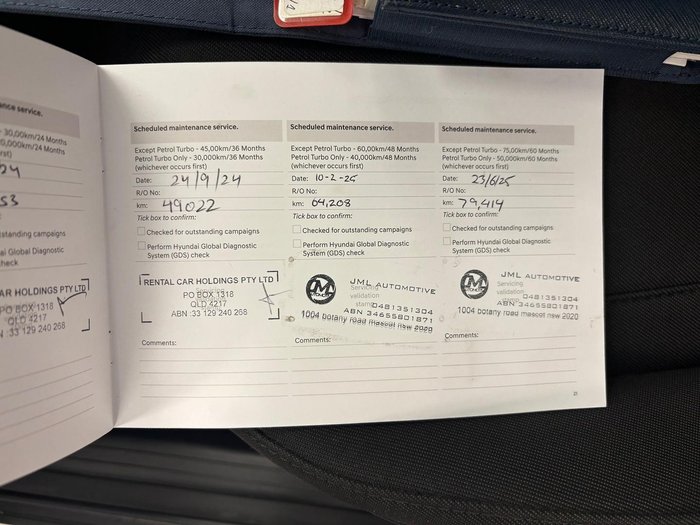 ance service.
- 30,00km/24 Months
0,000km/24 Months
rst)
24
53
utstanding campaigns
ai Global Diagnostic
heck
AR HOLDINGS PTY LTD
PO BOX 1318
QLD 4217
N :33 129 240 268
Scheduled maintenance service.
Except Petrol Turbo - 45,00km/36 Months
Petrol Turbo Only - 30,000km/36 Months
(whichever occurs first)
Date: 24/9/24
R/O No:
km: 49022
Tick box to confirm:
Checked for outstanding campaigns
Perform Hyundai Global Diagnostic
System (GDS) check
RENTAL CAR HOLDINGS PTY LTD
PO BOX 1318
QLD 4217
ABN :33 129 240 268
Comments:
Scheduled maintenance service.
Except Petrol Turbo - 60,00km/48 Months
Petrol Turbo Only - 40,000km/48 Months
(whichever occurs first)
Date: 10-2-25
R/O No:
km: 64,208
Tick box to confirm:
Checked for outstanding campaigns
Perform Hyundai Global Diagnostic
System (GDS) check
JML AUTOMOTIVE
Servicing
validation
stamp 0481351304
ABN 34655801871
1004 botany road mascot nsw 2020
Comments:
Scheduled maintenance service.
Except Petrol Turbo - 75,00km/60 Months
Petrol Turbo Only - 50,000km/60 Months
(whichever occurs first)
Date: 23/6/25
R/O No:
km: 79,414
Tick box to confirm:
Checked for outstanding campaigns
Perform Hyundai Global Diagnostic
System (GDS) check
JML AUTOMOTIVE
Servicing
validation
0481351304
ABN 34655801871
1004 botany road mascot nsw 2020
Comments:
21